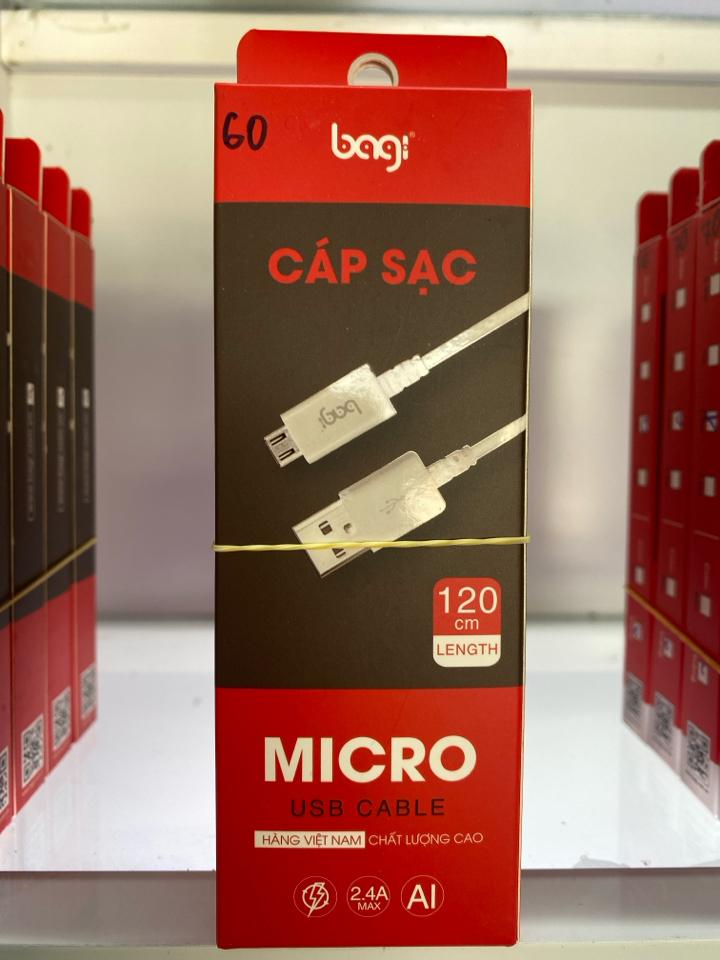 60
bagi
CÁP SẠC
bagi
120
cm
LENGTH
MICRO
USB CABLE
HÀNG VIỆT NAM CHẤT LƯỢNG CAO
2.4A
MAX
AI